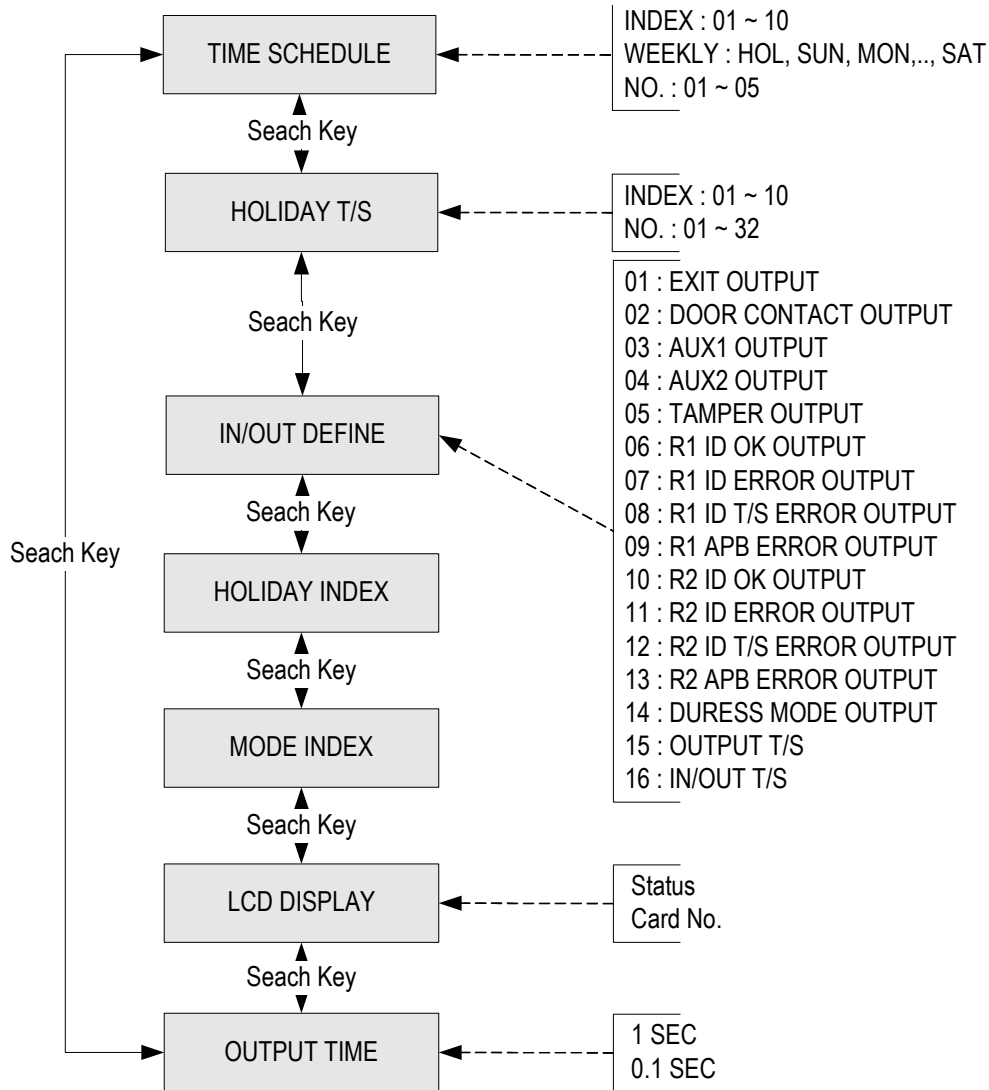 TIME SCHEDULE
INDEX : 01 ~ 10
WEEKLY : HOL, SUN, MON,.., SAT
NO. : 01 ~ 05
Seach Key
HOLIDAY T/S
INDEX : 01 ~ 10
NO. : 01 ~ 32
Seach Key
IN/OUT DEFINE
01 : EXIT OUTPUT
02 : DOOR CONTACT OUTPUT
03 : AUX1 OUTPUT
04 : AUX2 OUTPUT
05 : TAMPER OUTPUT
06 : R1 ID OK OUTPUT
07 : R1 ID ERROR OUTPUT
08 : R1 ID T/S ERROR OUTPUT
09 : R1 APB ERROR OUTPUT
10 : R2 ID OK OUTPUT
11 : R2 ID ERROR OUTPUT
12 : R2 ID T/S ERROR OUTPUT
13 : R2 APB ERROR OUTPUT
14 : DURESS MODE OUTPUT
15 : OUTPUT T/S
16 : IN/OUT T/S
Seach Key
Seach Key
HOLIDAY INDEX
Seach Key
MODE INDEX
Seach Key
LCD DISPLAY
Status
Card No.
Seach Key
OUTPUT TIME
1 SEC
0.1 SEC